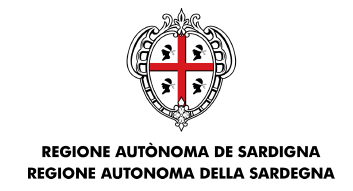 REGIONE AUTÒNOMA DE SARDIGNA
REGIONE AUTONOMA DELLA SARDEGNA